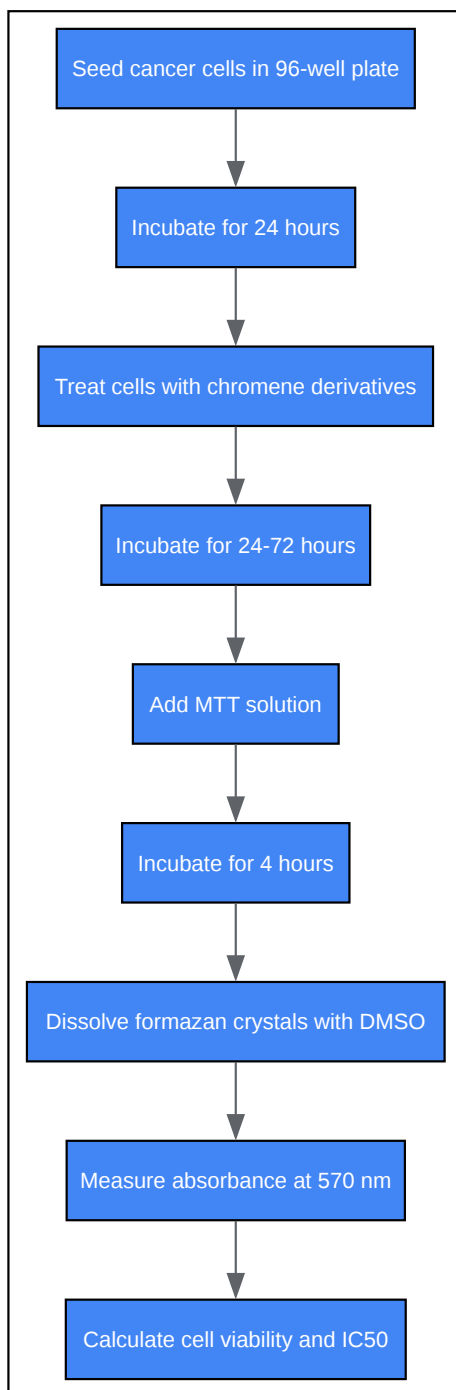 Seed cancer cells in 96-well plate
Incubate for 24 hours
Treat cells with chromene derivatives
Incubate for 24-72 hours
Add MTT solution
Incubate for 4 hours
Dissolve formazan crystals with DMSO
Measure absorbance at 570 nm
Calculate cell viability and IC50